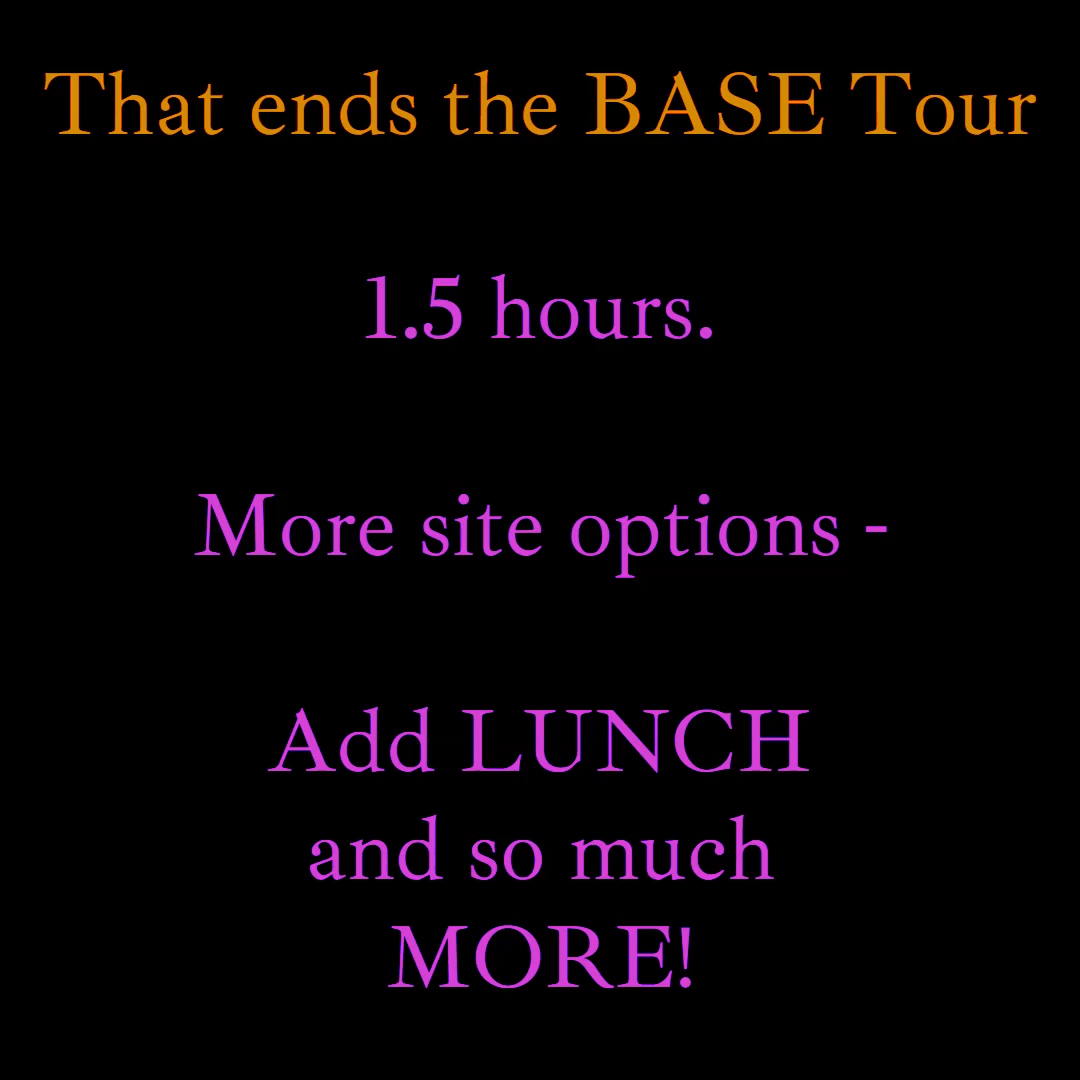 That ends the BASE Tour
1.5 hours.
More site options -
Add LUNCH
and so much
MORE!